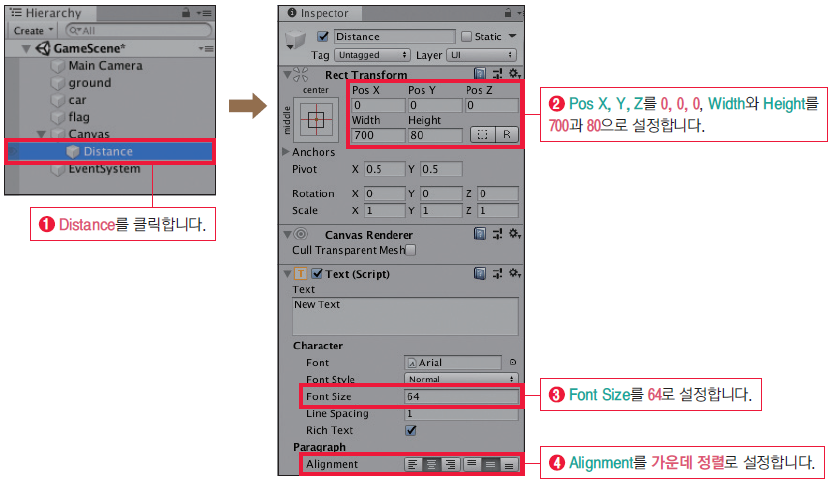 Hierarchy
Create
All
GameScene*
Main Camera
ground
car
flag
Canvas
Distance
EventSystem
1 Distance를 클릭합니다.
Inspector
Distance Static
Tag Untagged Layer UI
Rect Transform
center
middle
Pos X Pos Y Pos Z
0 0 0
Width Height
700 80 R
Anchors
Pivot X 0.5 Y 0.5
Rotation X 0 Y 0 Z 0
Scale X 1 Y 1 Z 1
Canvas Renderer
Cull Transparent Mesh
T Text (Script)
Text
New Text
Character
Font Arial
Font Style Normal
Font Size 64
Line Spacing 1
Rich Text
Paragraph
Alignment
2 Pos X, Y, Z를 0, 0, 0, Width와 Height를
700과 80으로 설정합니다.
3 Font Size를 64로 설정합니다.
4 Alignment를 가운데 정렬로 설정합니다.